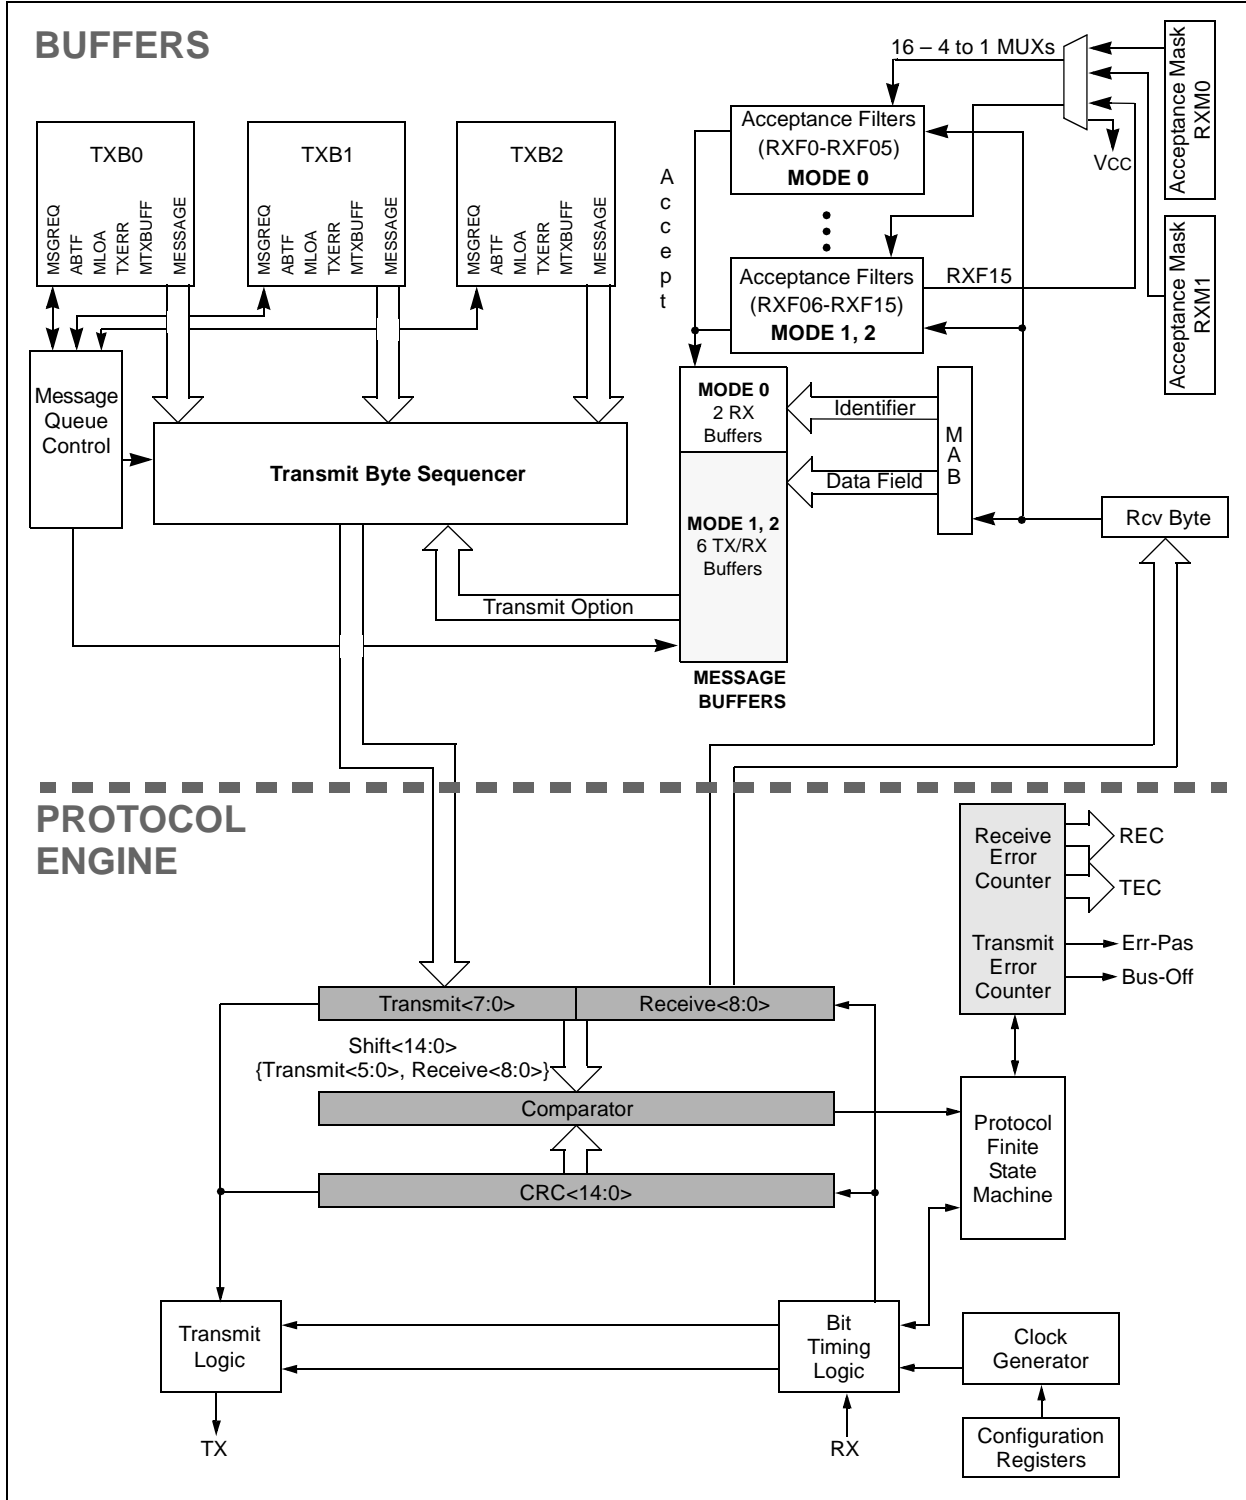 BUFFERS
16 – 4 to 1 MUXs
Acceptance Mask
RXM0
VCC
Acceptance Filters
(RXF0-RXF05)
MODE 0
TXB0
MSGREQ
ABTF
MLOA
TXERR
MTXBUFF
MESSAGE
TXB1
MSGREQ
ABTF
MLOA
TXERR
MTXBUFF
MESSAGE
TXB2
MSGREQ
ABTF
MLOA
TXERR
MTXBUFF
MESSAGE
Accept
Acceptance Filters
(RXF06-RXF15)
MODE 1, 2
RXF15
Acceptance Mask
RXM1
Message
Queue
Control
Transmit Byte Sequencer
MODE 0
2 RX
Buffers
Identifier
Data Field
MAB
MODE 1, 2
6 TX/RX
Buffers
Rcv Byte
Transmit Option
MESSAGE
BUFFERS
PROTOCOL
ENGINE
Receive
Error
Counter
REC
TEC
Transmit
Error
Counter
Err-Pas
Bus-Off
Transmit<7:0>
Receive<8:0>
Shift<14:0>
{Transmit<5:0>, Receive<8:0>}
Comparator
CRC<14:0>
Protocol
Finite
State
Machine
Transmit
Logic
Bit
Timing
Logic
Clock
Generator
TX
RX
Configuration
Registers